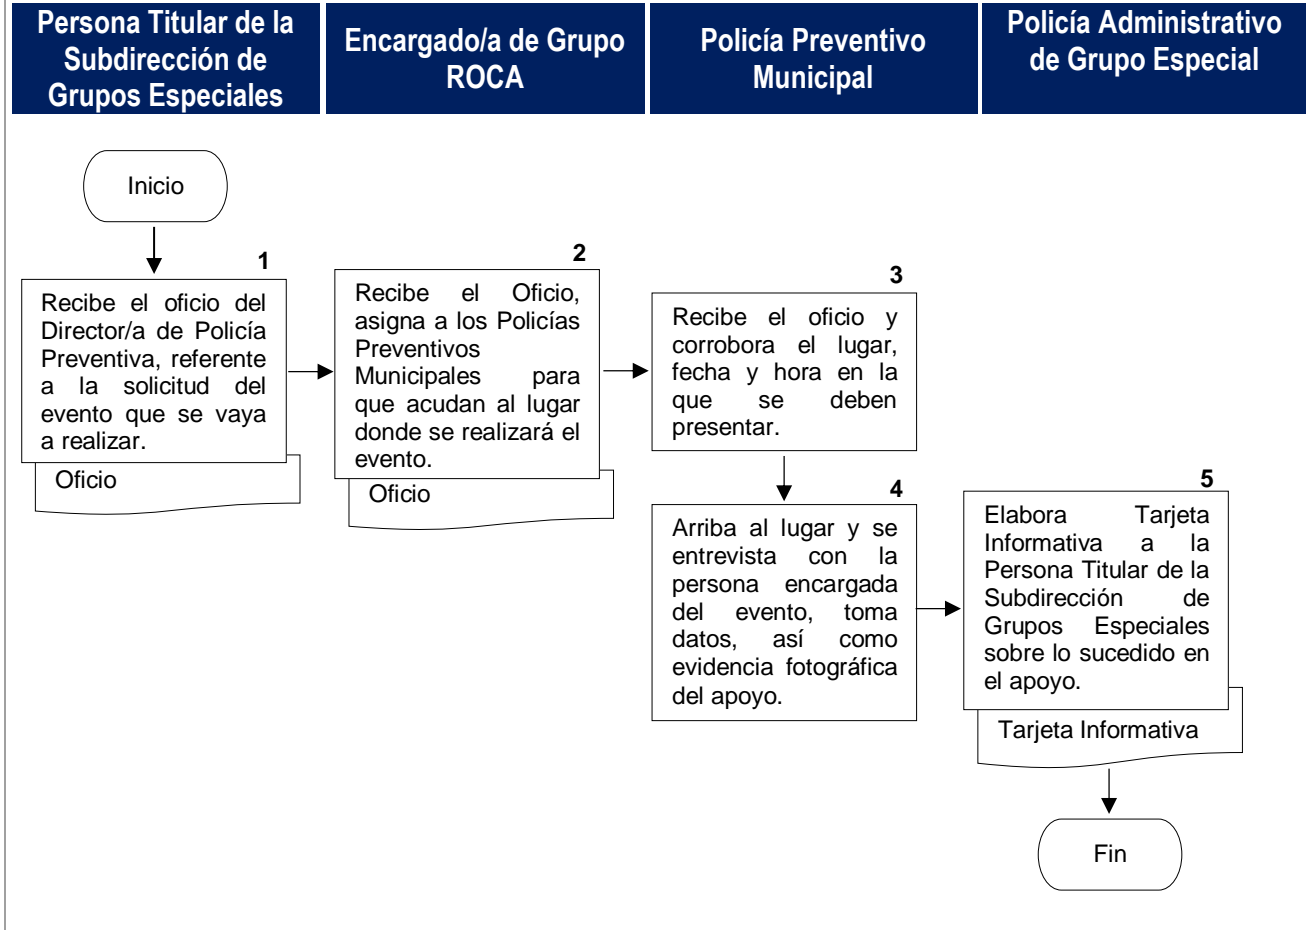 Persona Titular de la
Subdirección de
Grupos Especiales
Encargado/a de Grupo
ROCA
Policía Preventivo
Municipal
Policía Administrativo
de Grupo Especial
Inicio
1
Recibe el oficio del
Director/a de Policía
Preventiva, referente
a la solicitud del
evento que se vaya
a realizar.
Oficio
2
Recibe el Oficio,
asigna a los Policías
Preventivos
Municipales para
que acudan al lugar
donde se realizará el
evento.
Oficio
3
Recibe el oficio y
corrobora el lugar,
fecha y hora en la
que se deben
presentar.
4
Arriba al lugar y se
entrevista con la
persona encargada
del evento, toma
datos, así como
evidencia fotográfica
del apoyo.
5
Elabora Tarjeta
Informativa a la
Persona Titular de la
Subdirección de
Grupos Especiales
sobre lo sucedido en
el apoyo.
Tarjeta Informativa
Fin